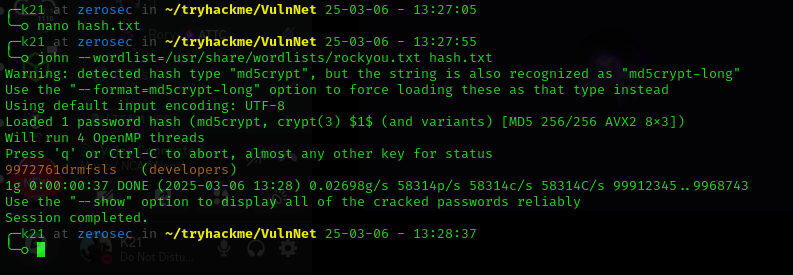 k21 at zerosec in ~/tryhackme/VulnNet 25-03-06 - 13:27:05
nano hash.txt
k21 at zerosec in ~/tryhackme/VulnNet 25-03-06 - 13:27:55
john --wordlist=/usr/share/wordlists/rockyou.txt hash.txt
Warning: detected hash type "md5crypt", but the string is also recognized as "md5crypt-long"
Use the "--format=md5crypt-long" option to force loading these as that type instead
Using default input encoding: UTF-8
Loaded 1 password hash (md5crypt, crypt(3) $1$ (and variants) [MD5 256/256 AVX2 8×3])
Will run 4 OpenMP threads
Press 'q' or Ctrl-C to abort, almost any other key for status
9972761drmfsls (developers)
1g 0:00:00:37 DONE (2025-03-06 13:28) 0.02698g/s 58314p/s 58314c/s 58314C/s 99912345..9968743
Use the "--show" option to display all of the cracked passwords reliably
Session completed.
k21 at zerosec in ~/tryhackme/VulnNet 25-03-06 - 13:28:37
K21
Do Not Distu...